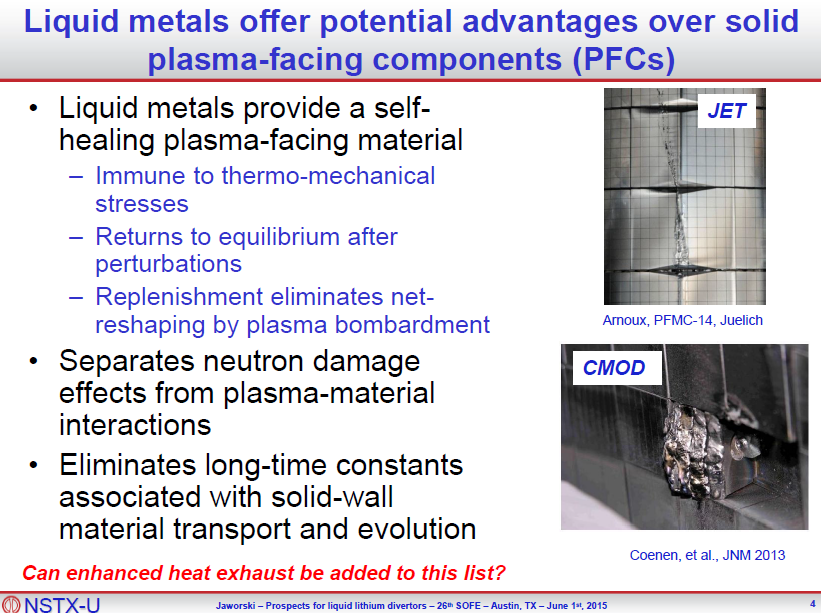 Liquid metals offer potential advantages over solid
plasma-facing components (PFCs)
• Liquid metals provide a self-
healing plasma-facing material
– Immune to thermo-mechanical
stresses
– Returns to equilibrium after
perturbations
– Replenishment eliminates net-
reshaping by plasma bombardment
• Separates neutron damage
effects from plasma-material
interactions
• Eliminates long-time constants
associated with solid-wall
material transport and evolution
Can enhanced heat exhaust be added to this list?
JET
Arnoux, PFMC-14, Juelich
CMOD
Coenen, et al., JNM 2013
NSTX-U
Jaworski – Prospects for liquid lithium divertors – 26th SOFE – Austin, TX – June 1st, 2015
4